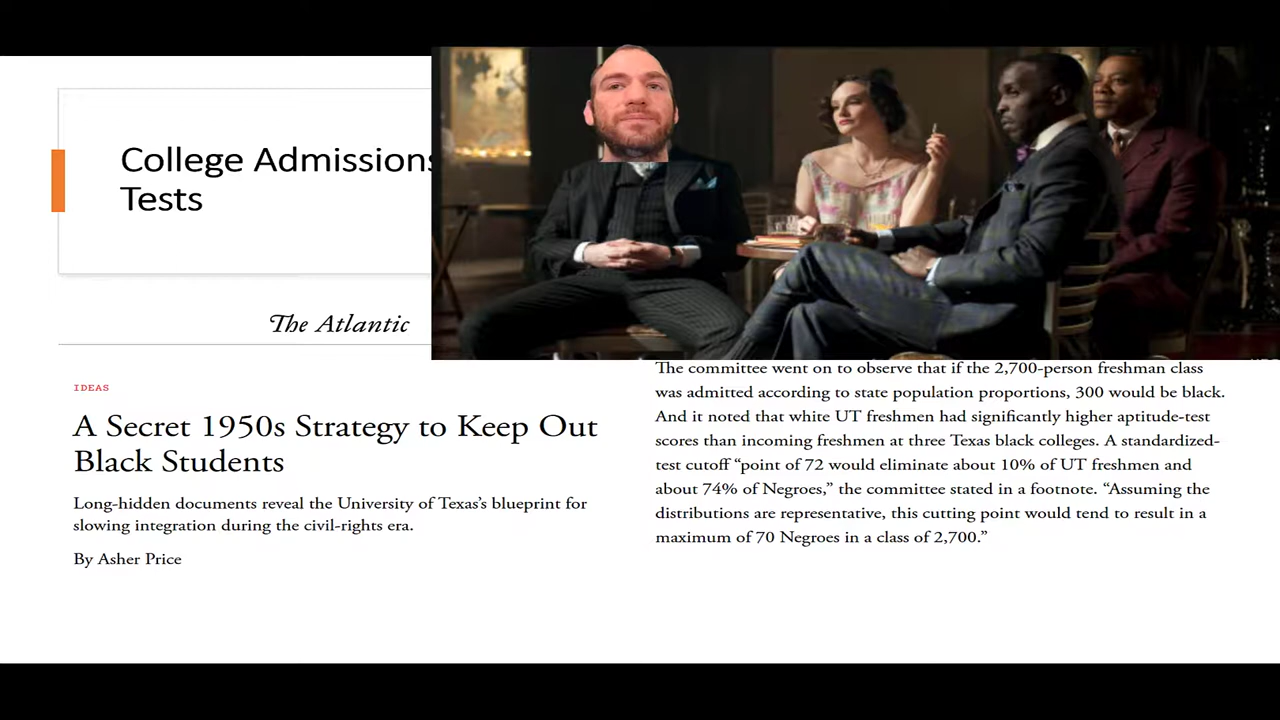 College Admissions
Tests
The Atlantic
IDEAS
A Secret 1950s Strategy to Keep Out
Black Students
Long-hidden documents reveal the University of Texas’s blueprint for
slowing integration during the civil-rights era.
By Asher Price
The committee went on to observe that if the 2,700-person freshman class
was admitted according to state population proportions, 300 would be black.
And it noted that white UT freshmen had significantly higher aptitude-test
scores than incoming freshmen at three Texas black colleges. A standardized-
test cutoff “point of 72 would eliminate about 10% of UT freshmen and
about 74% of Negroes,” the committee stated in a footnote. “Assuming the
distributions are representative, this cutting point would tend to result in a
maximum of 70 Negroes in a class of 2,700.”